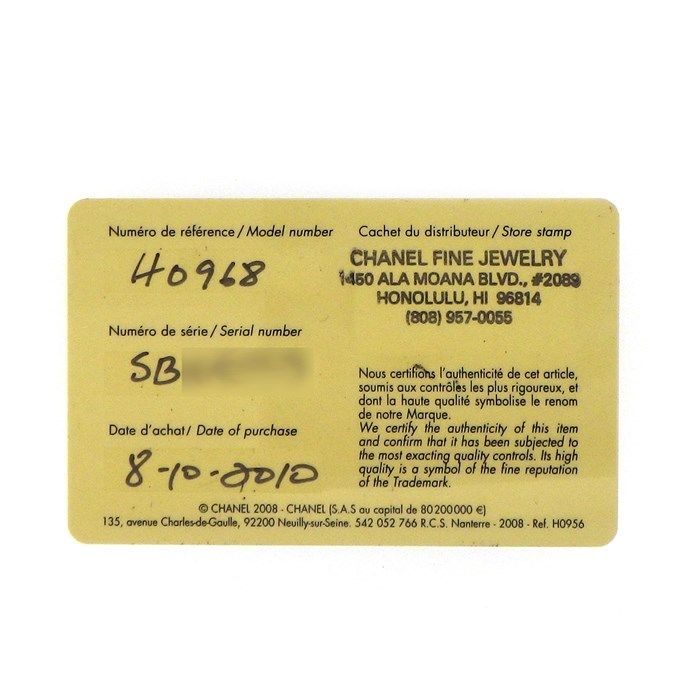 Numéro de référence / Model number
H0968
Numéro de série / Serial number
SB
Date d'achat / Date of purchase
8-10-2010
Cachet du distributeur / Store stamp
CHANEL FINE JEWELRY
1450 ALA MOANA BLVD., #2089
HONOLULU, HI 96814
(808) 957-0055
Nous certifions l'authenticité de cet article,
soumis aux contrôles les plus rigoureux, et
dont la haute qualité symbolise le renom
de notre Marque.
We certify the authenticity of this item
and confirm that it has been subjected to
the most exacting quality controls. Its high
quality is a symbol of the fine reputation
of the Trademark.
© CHANEL 2008 - CHANEL (S.A.S au capital de 80 200 000 €)
135, avenue Charles-de-Gaulle, 92200 Neuilly-sur-Seine. 542 052 766 R.C.S. Nanterre - 2008 - Ref. H0956